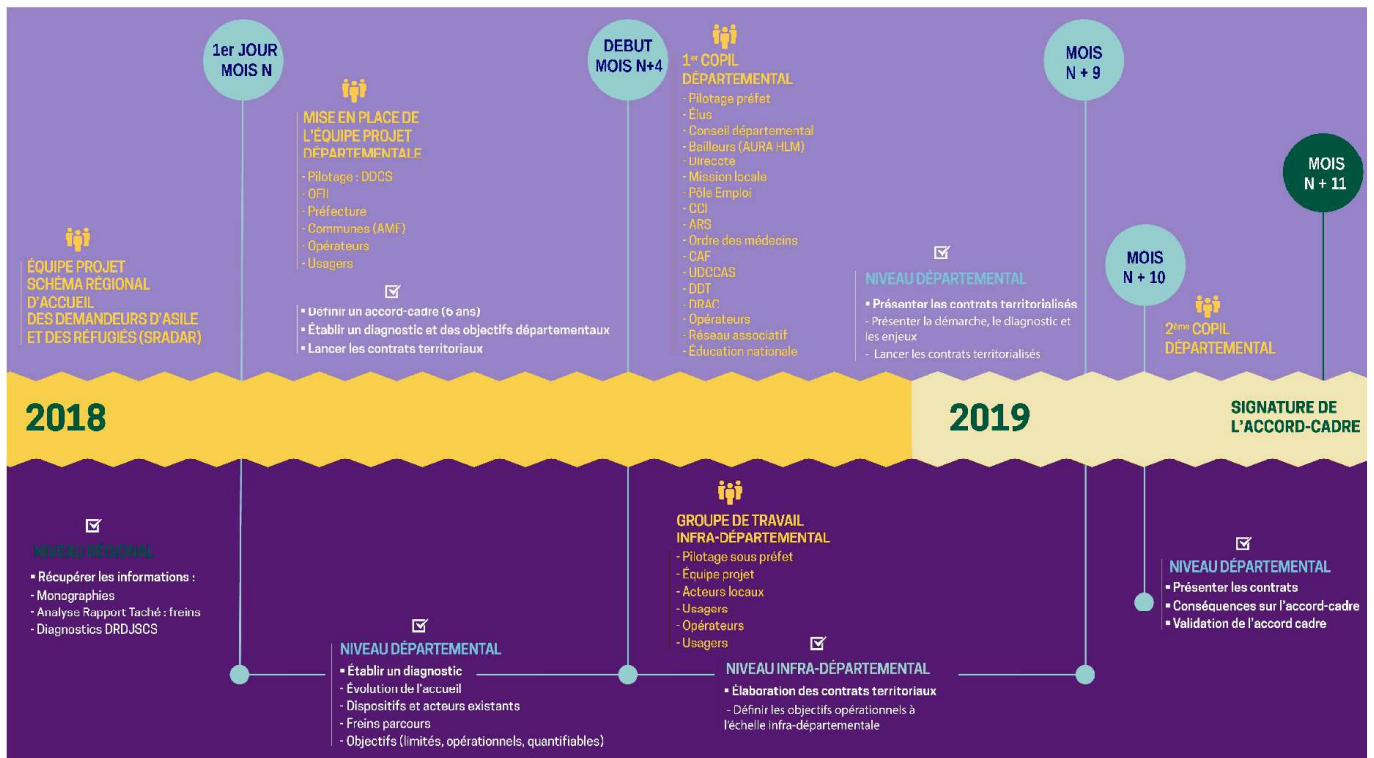 1er JOUR
MOIS N
DEBUT
MOIS N+4
MOIS
N + 9
MOIS
N + 10
MOIS
N + 11
ÉQUIPE PROJET
SCHÉMA RÉGIONAL
D'ACCUEIL
DES DEMANDEURS D'ASILE
ET DES RÉFUGIÉS (SRADAR)
MISE EN PLACE DE
L'ÉQUIPE PROJET
DÉPARTEMENTALE
- Pilotage : DDCS
- OFII
- Préfecture
- Communes (AMF)
- Opérateurs
- Usagers
▪ Définir un accord-cadre (6 ans)
▪ Établir un diagnostic et des objectifs départementaux
▪ Lancer les contrats territoriaux
1er COPIL
DÉPARTEMENTAL
- Pilotage préfet
- Élus
- Conseil départemental
- Bailleurs (AURA HLM)
- Direccte
- Mission locale
- Pôle Emploi
- CCI
- ARS
- Ordre des médecins
- CAF
- UDCCAS
- DDT
- DRAC
- Opérateurs
- Réseau associatif
- Éducation nationale
NIVEAU DÉPARTEMENTAL
▪ Présenter les contrats territorialisés
- Présenter la démarche, le diagnostic et
les enjeux
- Lancer les contrats territorialisés
2ème COPIL
DÉPARTEMENTAL
2018
2019
SIGNATURE DE
L'ACCORD-CADRE
NIVEAU RÉGIONAL
▪ Récupérer les informations :
- Monographies
- Analyse Rapport Taché : freins
- Diagnostics DRDJSCS
NIVEAU DÉPARTEMENTAL
▪ Établir un diagnostic
- Évolution de l'accueil
- Dispositifs et acteurs existants
- Freins parcours
- Objectifs (limités, opérationnels, quantifiables)
GROUPE DE TRAVAIL
INFRA-DÉPARTEMENTAL
- Pilotage sous préfet
- Équipe projet
- Acteurs locaux
- Usagers
- Opérateurs
- Usagers
NIVEAU INFRA-DÉPARTEMENTAL
▪ Élaboration des contrats territoriaux
- Définir les objectifs opérationnels à
l'échelle infra-départementale
NIVEAU DÉPARTEMENTAL
▪ Présenter les contrats
▪ Conséquences sur l'accord-cadre
▪ Validation de l'accord cadre